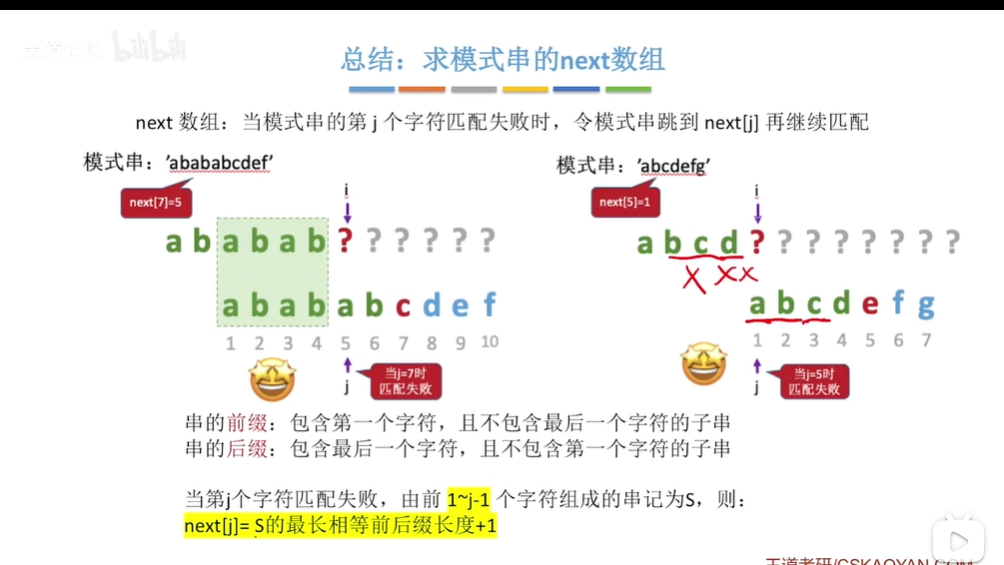 bilibili
总结：求模式串的next数组
next 数组：当模式串的第 j 个字符匹配失败时，令模式串跳到 next[j] 再继续匹配
模式串：'abababcdef'
模式串：'abcdefg'
next[7]=5
next[5]=1
i
i
a b a b a b ? ? ? ? ? ?
a b c d ? ? ? ? ? ? ? ?
X X x
a b a b a b c d e f
a b c d e f g
1 2 3 4 5 6 7 8 9 10
1 2 3 4 5 6 7
j
当j=7时
匹配失败
j
当j=5时
匹配失败
串的前缀：包含第一个字符，且不包含最后一个字符的子串
串的后缀：包含最后一个字符，且不包含第一个字符的子串
当第j个字符匹配失败，由前 1~j-1 个字符组成的串记为S，则：
next[j]= S的最长相等前后缀长度+1
王道考研/CSKAOYAN.COM